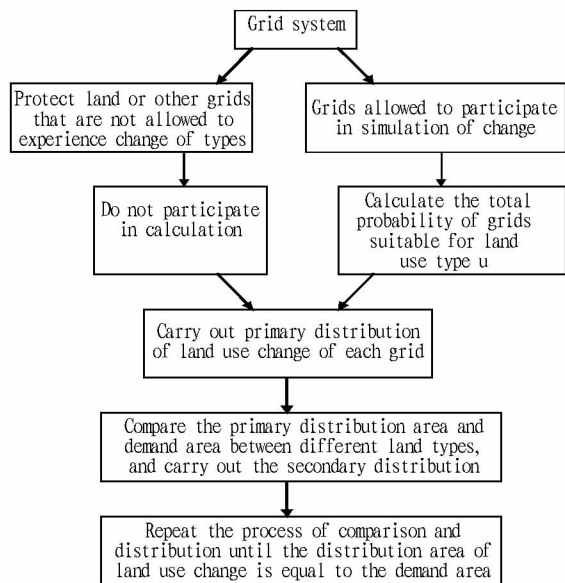 Grid system
Protect land or other grids
that are not allowed to
experience change of types
Grids allowed to participate
in simulation of change
Do not participate
in calculation
Calculate the total
probability of grids
suitable for land
use type u
Carry out primary distribution
of land use change of each grid
Compare the primary distribution area and
demand area between different land types,
and carry out the secondary distribution
Repeat the process of comparison and
distribution until the distribution area of
land use change is equal to the demand area